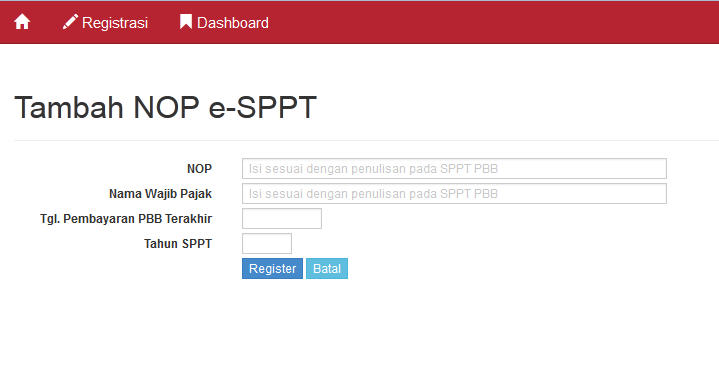 Registrasi Dashboard
Tambah NOP e-SPPT
NOP Isi sesuai dengan penulisan pada SPPT PBB
Nama Wajib Pajak Isi sesuai dengan penulisan pada SPPT PBB
Tgl. Pembayaran PBB Terakhir
Tahun SPPT
Register Batal